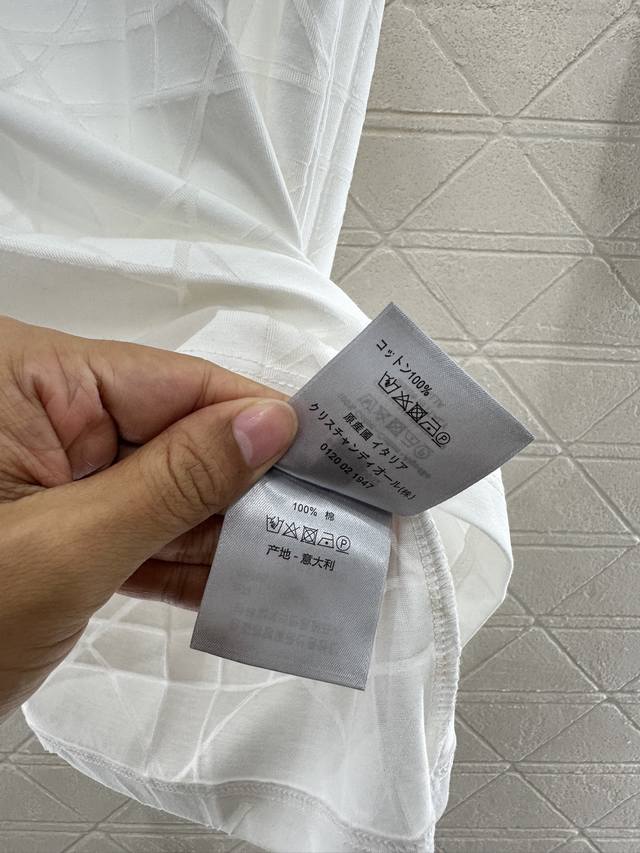 コットン100%
原産國 イタリア
クリスチャンディオール(株)
0120 02 1947
100% 棉
产地 - 意大利